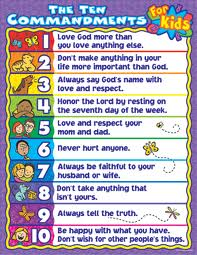 THE TEN
COMMANDMENTS
For
Kids
1 Love God more than
you love anything else.
2 Don't make anything in your
life more important than God.
3 Always say God's name with
love and respect.
4 Honor the Lord by resting on
the seventh day of the week.
5 Love and respect your
mom and dad.
6 Never hurt anyone.
7 Always be faithful to your
husband or wife.
8 Don't take anything that
isn't yours.
9 Always tell the truth.
10 Be happy with what you have.
Don't wish for other people's things.